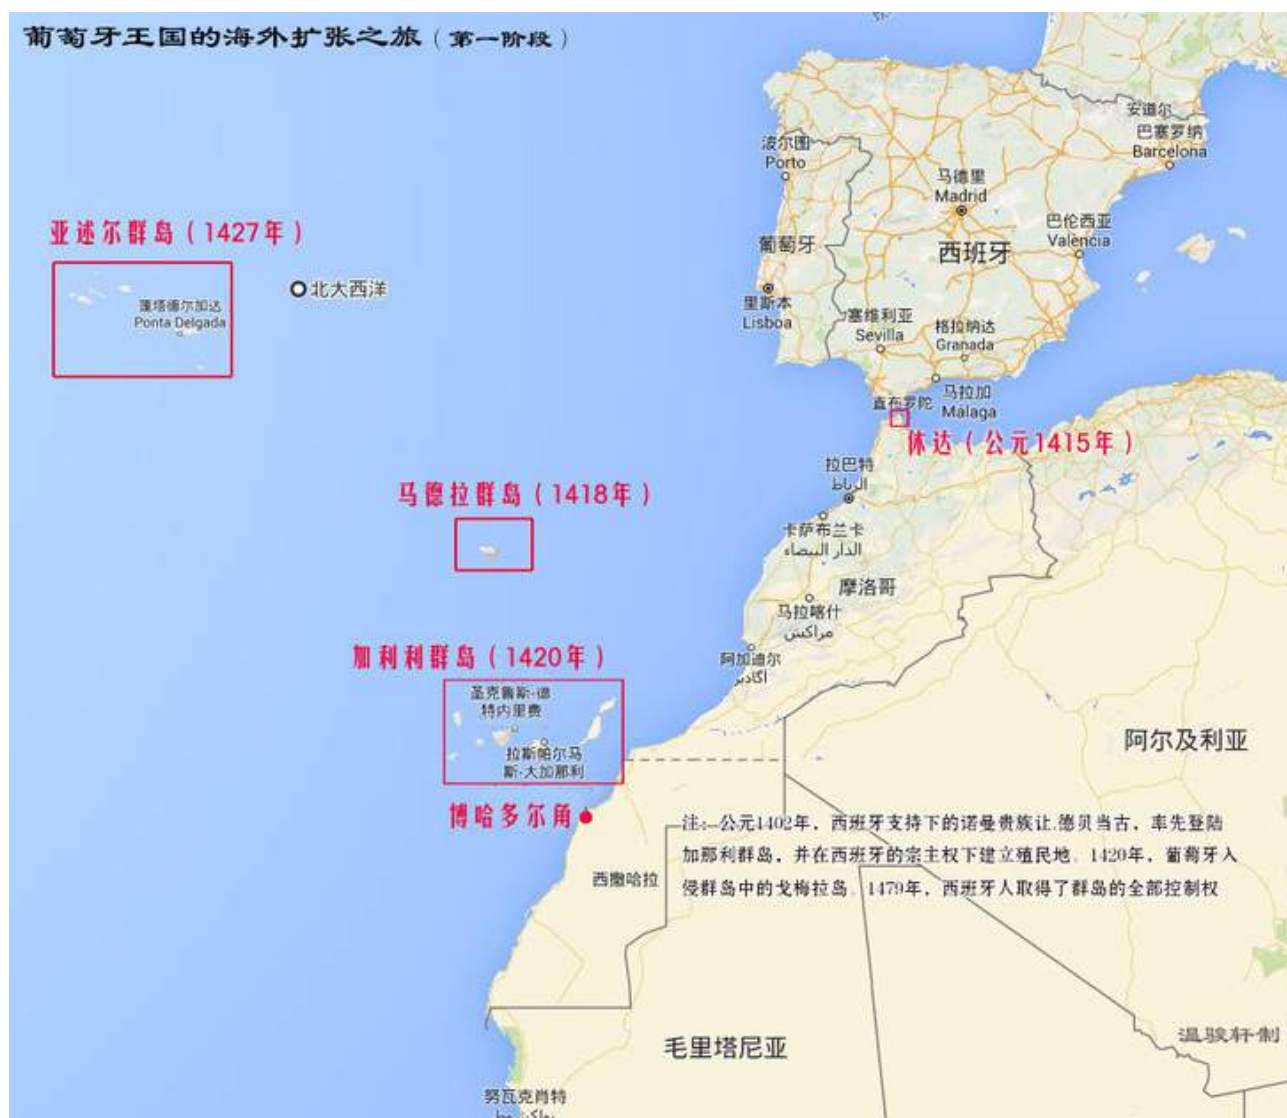 葡萄牙王国的海外扩张之旅（第一阶段）
安道尔
巴塞罗纳
Barcelona
波尔图
Porto
马德里
Madrid
巴伦西亚
Valencia
亚述尔群岛（1427年）
葡萄牙
西班牙
北大西洋
蓬塔德尔加达
Ponta Delgada
里斯本
Lisboa
塞维利亚
Sevilla
格拉纳达
Granada
直布罗陀
马拉加
Málaga
休达（公元1415年）
拉巴特
الرباط
马德拉群岛（1418年）
卡萨布兰卡
الدار البيضاء
摩洛哥
马拉喀什
مراكش
加利利群岛（1420年）
阿加迪尔
أكادير
圣克鲁斯-德
特内里费
拉斯帕尔马
斯-大加那利
阿尔及利亚
博哈多尔角
注：公元1402年，西班牙支持下的诺曼贵族让.德贝当古，率先登陆
加那利群岛，并在西班牙的宗主权下建立殖民地。1420年，葡萄牙入
侵群岛中的戈梅拉岛。1479年，西班牙人取得了群岛的全部控制权
西撒哈拉
温骏轩制
毛里塔尼亚
努瓦克肖特